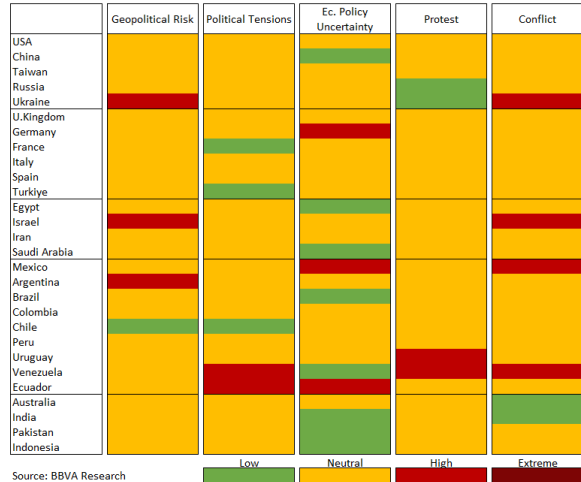 Geopolitical Risk Political Tensions Ec. Policy Uncertainty Protest Conflict
USA
China
Taiwan
Russia
Ukraine
U.Kingdom
Germany
France
Italy
Spain
Turkiye
Egypt
Israel
Iran
Saudi Arabia
Mexico
Argentina
Brazil
Colombia
Chile
Peru
Uruguay
Venezuela
Ecuador
Australia
India
Pakistan
Indonesia
Low Neutral High Extreme
Source: BBVA Research